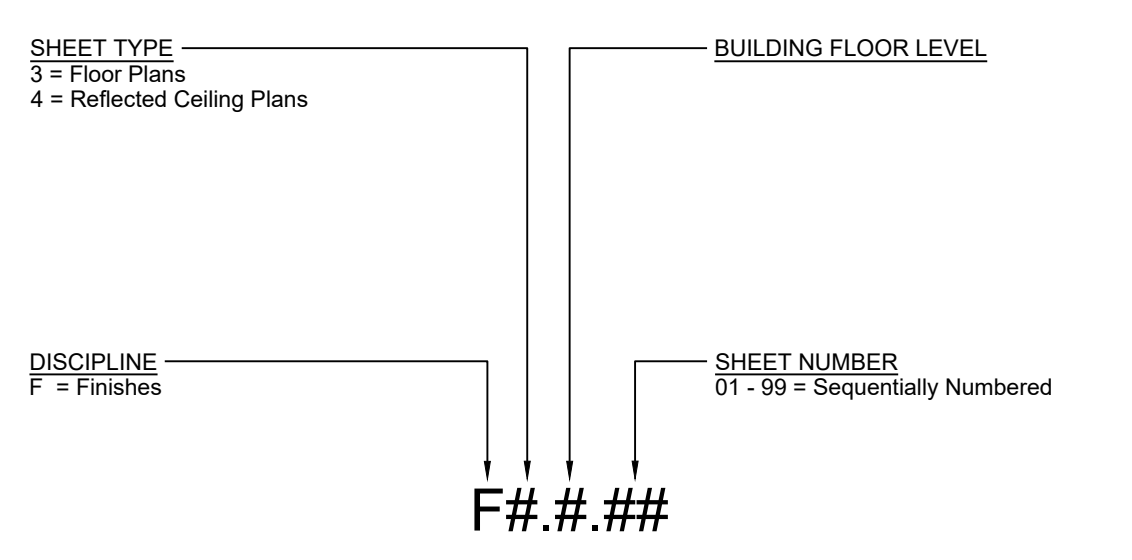 SHEET TYPE
3 = Floor Plans
4 = Reflected Ceiling Plans
BUILDING FLOOR LEVEL
DISCIPLINE
F = Finishes
SHEET NUMBER
01 - 99 = Sequentially Numbered
F#.#.##